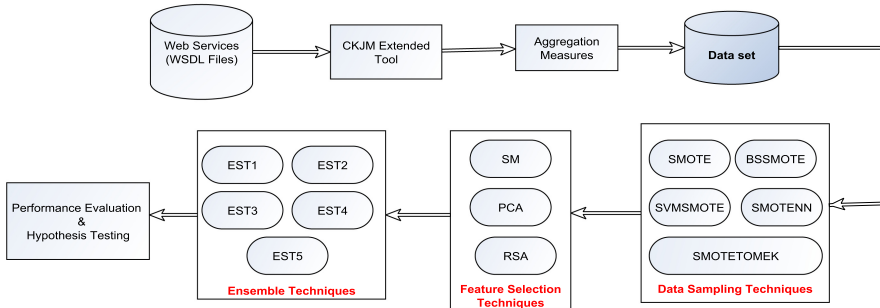 Web Services
(WSDL Files)
CKJM Extended
Tool
Aggregation
Measures
Data set
SMOTE
BSSMOTE
SVMSMOTE
SMOTENN
SMOTETOMEK
Data Sampling Techniques
SM
PCA
RSA
Feature Selection
Techniques
EST1
EST2
EST3
EST4
EST5
Ensemble Techniques
Performance Evaluation
&
Hypothesis Testing